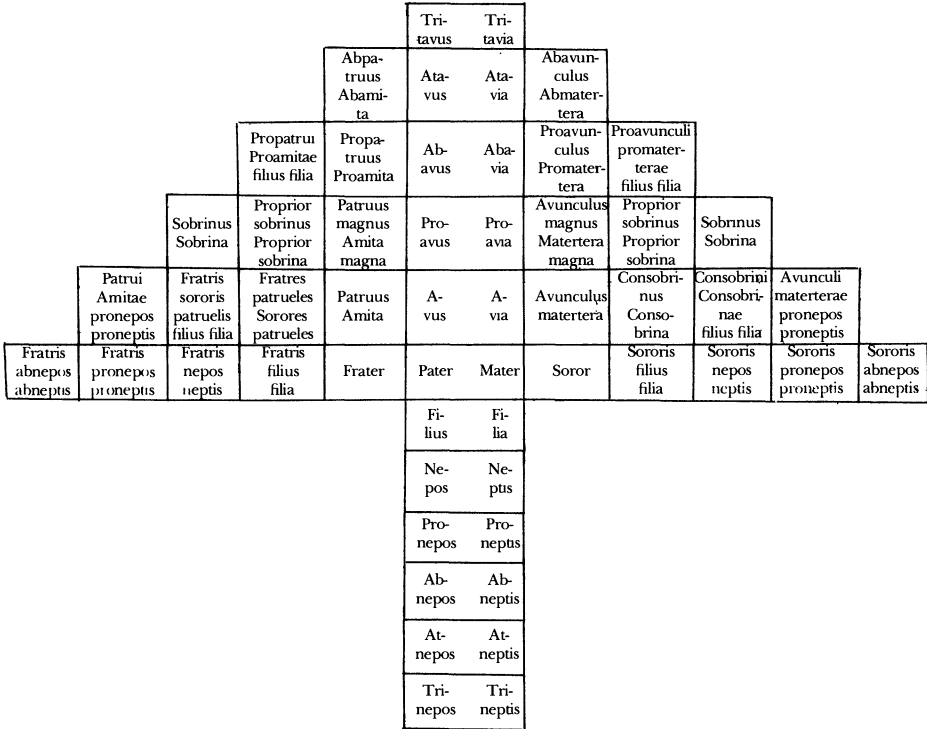 Tri- Tri-
tavus tavia
Abpa-
truus
Abami-
ta
Ata- Ata-
vus via
Abavun-
culus
Abmater-
tera
Propatrui
Proamitae
filius filia
Propa-
truus
Proamita
Ab- Aba-
avus via
Proavun-
culus
Promater-
tera
Proavunculi
promater-
terae
filius filia
Sobrinus
Sobrina
Proprior
sobrinus
Proprior
sobrina
Patruus
magnus
Amita
magna
Pro- Pro-
avus avia
Avunculus
magnus
Matertera
magna
Proprior
sobrinus
Proprior
sobrina
Sobrinus
Sobrina
Patrui
Amitae
pronepos
proneptis
Fratris
sororis
patruelis
filius filia
Fratres
patrueles
Sorores
patrueles
Patruus
Amita
A- A-
vus via
Avunculus
matertera
Consobri-
nus
Conso-
brina
Consobrini
Consobri-
nae
filius filia
Avunculi
materterae
pronepos
proneptis
Fratris
abnepos
abneptis
Fratris
pronepos
proneptis
Fratris
nepos
neptis
Fratris
filius
filia
Frater
Pater Mater
Soror
Sororis
filius
filia
Sororis
nepos
neptis
Sororis
pronepos
proneptis
Sororis
abnepos
abneptis
Fi- Fi-
lius lia
Ne- Ne-
pos ptis
Pro- Pro-
nepos neptis
Ab- Ab-
nepos neptis
At- At-
nepos neptis
Tri- Tri-
nepos neptis